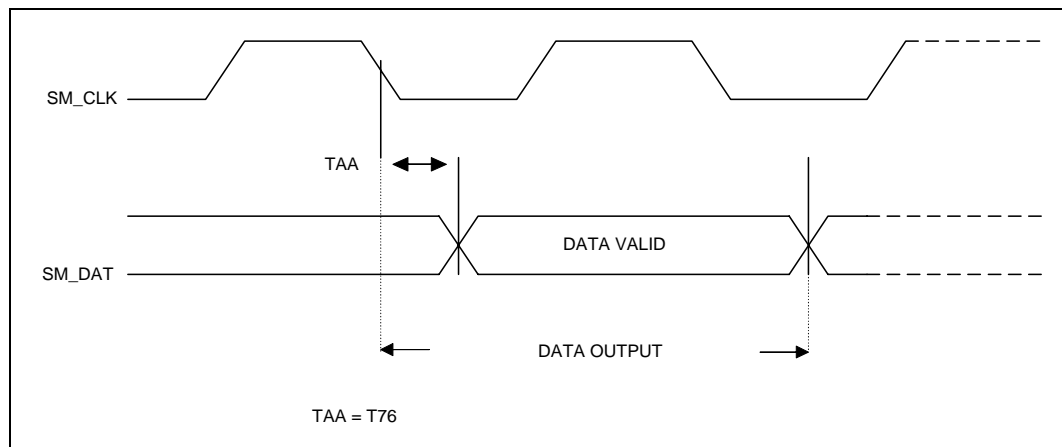 SM_CLK
TAA
DATA VALID
SM_DAT
DATA OUTPUT
TAA = T76